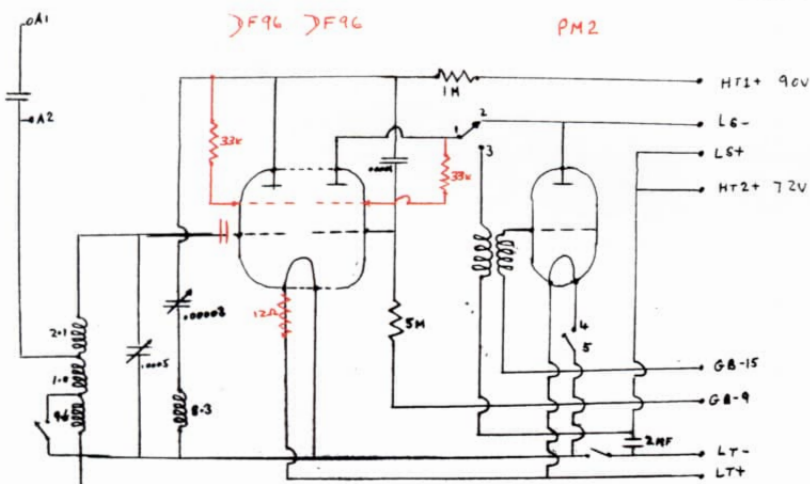 DF96 DF96 PM2
A1
A2
1M
HT1+ 90V
LS-
LS+
HT2+ 72V
1
2
3
33K
33K
12Ω
.00003
5M
4
5
2.1
1.0
96
.0005
8.3
GB-15
GB-9
2MF
LT-
LT+